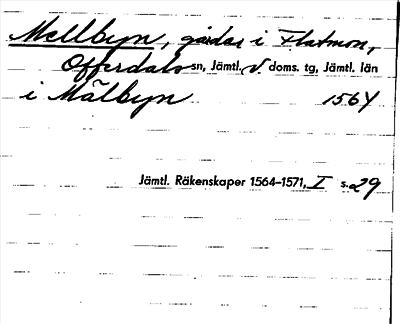 Mellbyn, gårdar i Flatmon,
Offerdals sn, Jämtl. V. doms. tg, Jämtl. län
i Mälbyn 1564
Jämtl. Räkenskaper 1564–1571, I s. 29